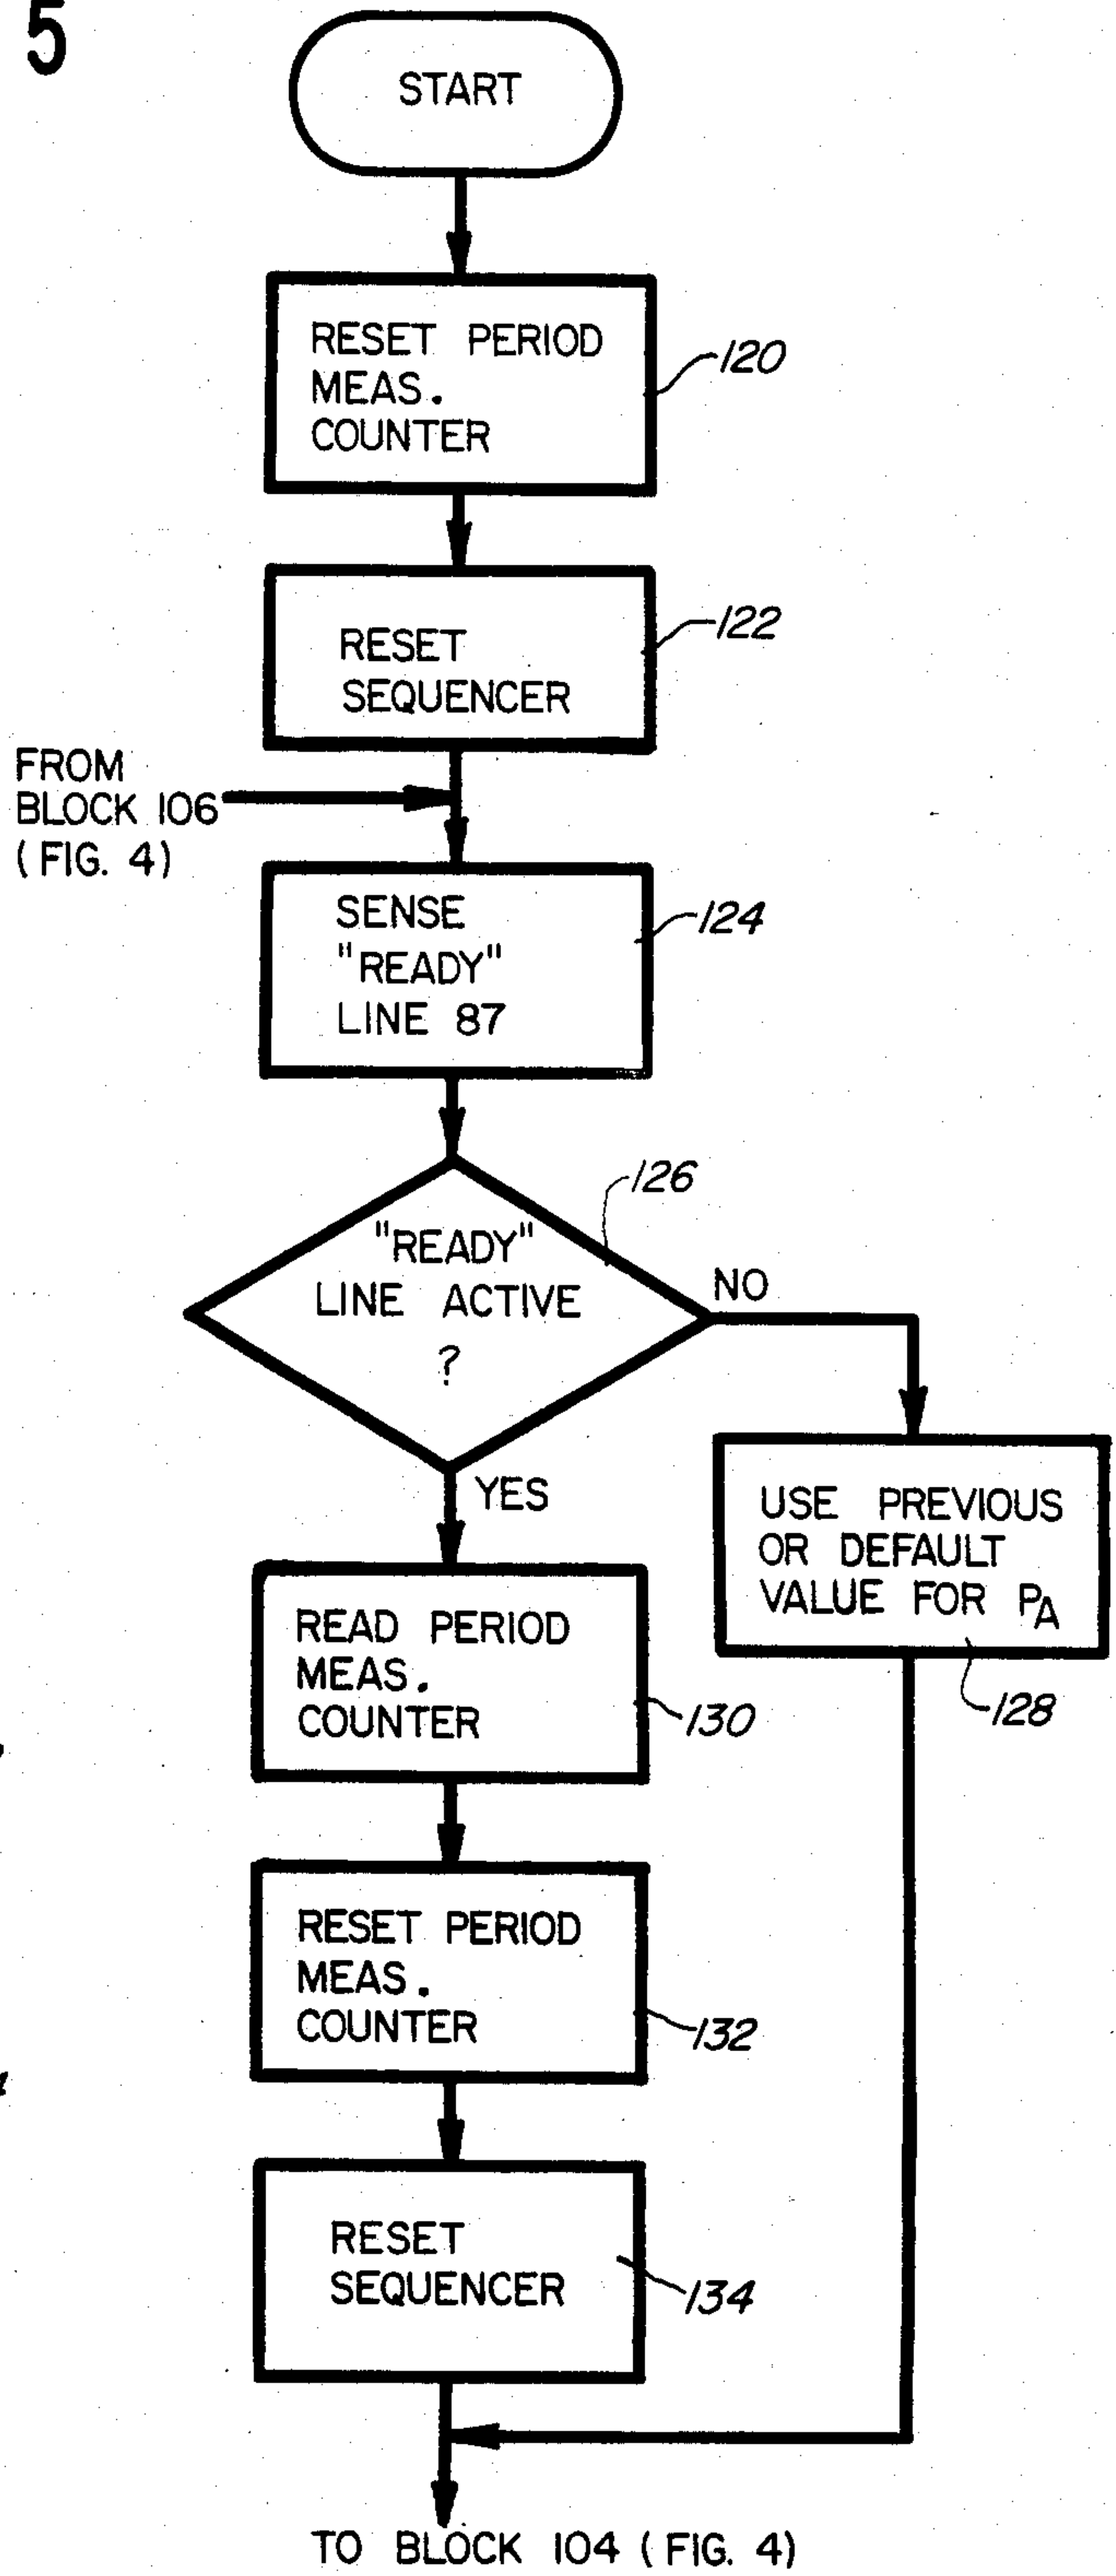 5
START
RESET PERIOD
MEAS.
COUNTER
120
RESET
SEQUENCER
122
FROM
BLOCK 106
(FIG. 4)
SENSE
"READY"
LINE 87
124
"READY"
LINE ACTIVE
?
126
NO
YES
USE PREVIOUS
OR DEFAULT
VALUE FOR PA
128
READ PERIOD
MEAS.
COUNTER
130
RESET PERIOD
MEAS.
COUNTER
132
RESET
SEQUENCER
134
TO BLOCK 104 (FIG. 4)